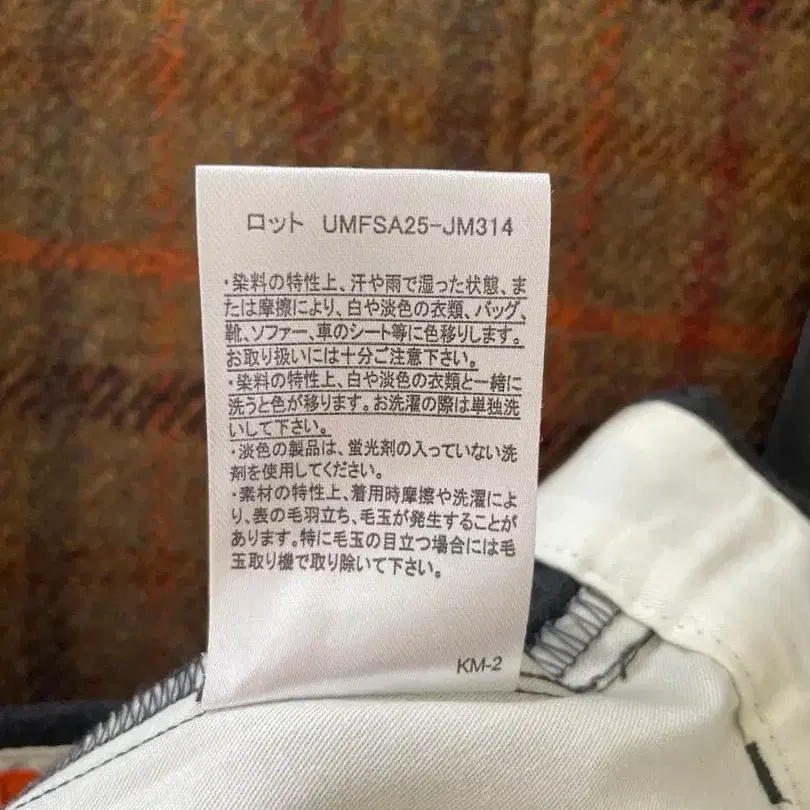 ロット UMFSA25-JM314
・染料の特性上、汗や雨で湿った状態、ま
たは摩擦により、白や淡色の衣類、バッグ、
靴、ソファー、車のシート等に色移りします。
お取り扱いには十分ご注意下さい。
・染料の特性上、白や淡色の衣類と一緒に
洗うと色が移ります。お洗濯の際は単独洗
いして下さい。
・淡色の製品は、蛍光剤の入っていない洗
剤を使用してください。
・素材の特性上、着用時摩擦や洗濯によ
り、表の毛羽立ち、毛玉が発生することが
あります。特に毛玉の目立つ場合には毛
玉取り機で取り除いて下さい。
KM-2